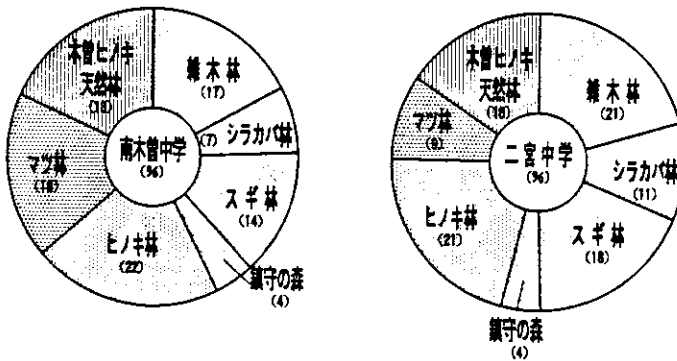 南木曽中学
(%)
雑木林
(17)
(7) シラカバ林
スギ林
(14)
鎮守の森
(4)
ヒノキ林
(22)
マツ林
(18)
木曽ヒノキ
天然林
(18)
二宮中学
(%)
雑木林
(21)
シラカバ林
(11)
スギ林
(18)
鎮守の森
(4)
ヒノキ林
(21)
マツ林
(9)
木曽ヒノキ
天然林
(16)